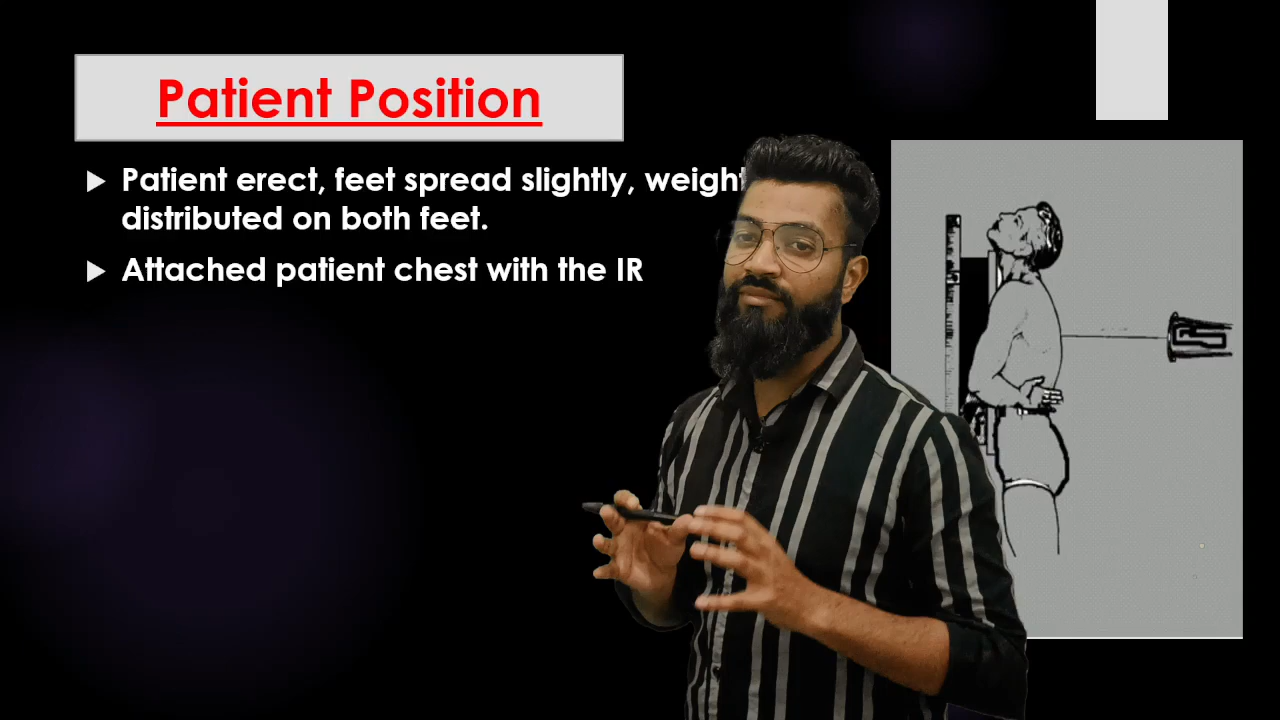 Patient Position
Patient erect, feet spread slightly, weight
distributed on both feet.
Attached patient chest with the IR